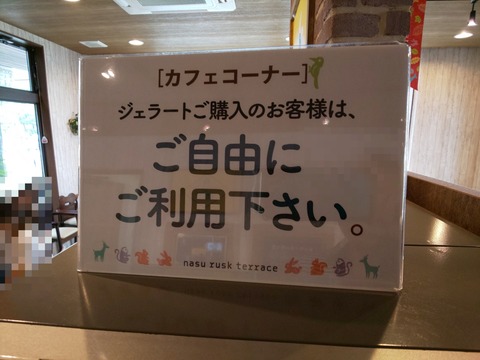 [カフェコーナー]
ジェラートご購入のお客様は、
ご自由に
ご利用下さい。
nasu rusk terrace